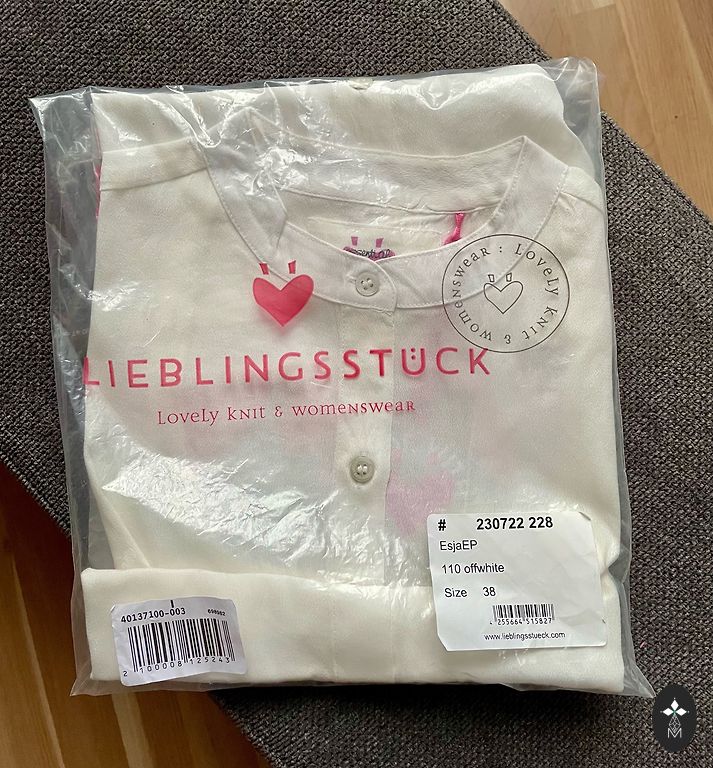 LOVELY KNIT & WOMENSWEAR :
LIEBLINGSSTÜCK
LOVELY KNIT & WOMENSWEAR
# 230722 228
EsjaEP
110 offwhite
Size 38
4 255664 515827
www.lieblingsstueck.com
40137100-003
698962
2 100008 125243